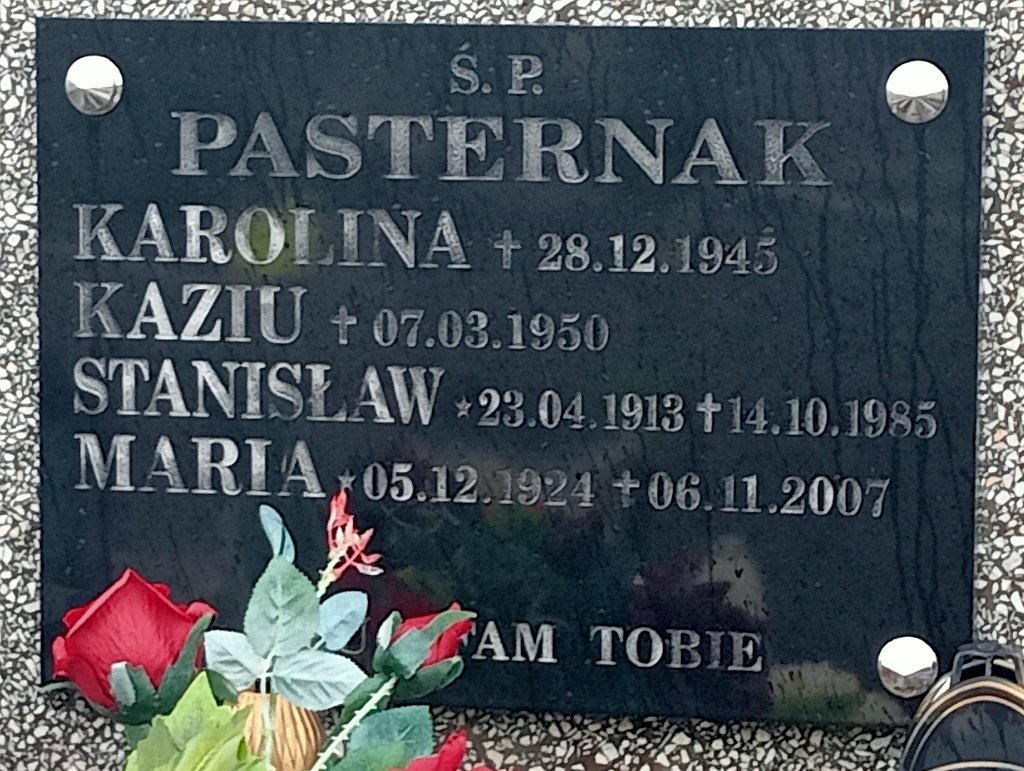 Ś. P.
PASTERNAK
KAROLINA † 28.12.1945
KAZIU † 07.03.1950
STANISŁAW *23.04.1913 † 14.10.1985
MARIA *05.12.1924 † 06.11.2007
TOBIE